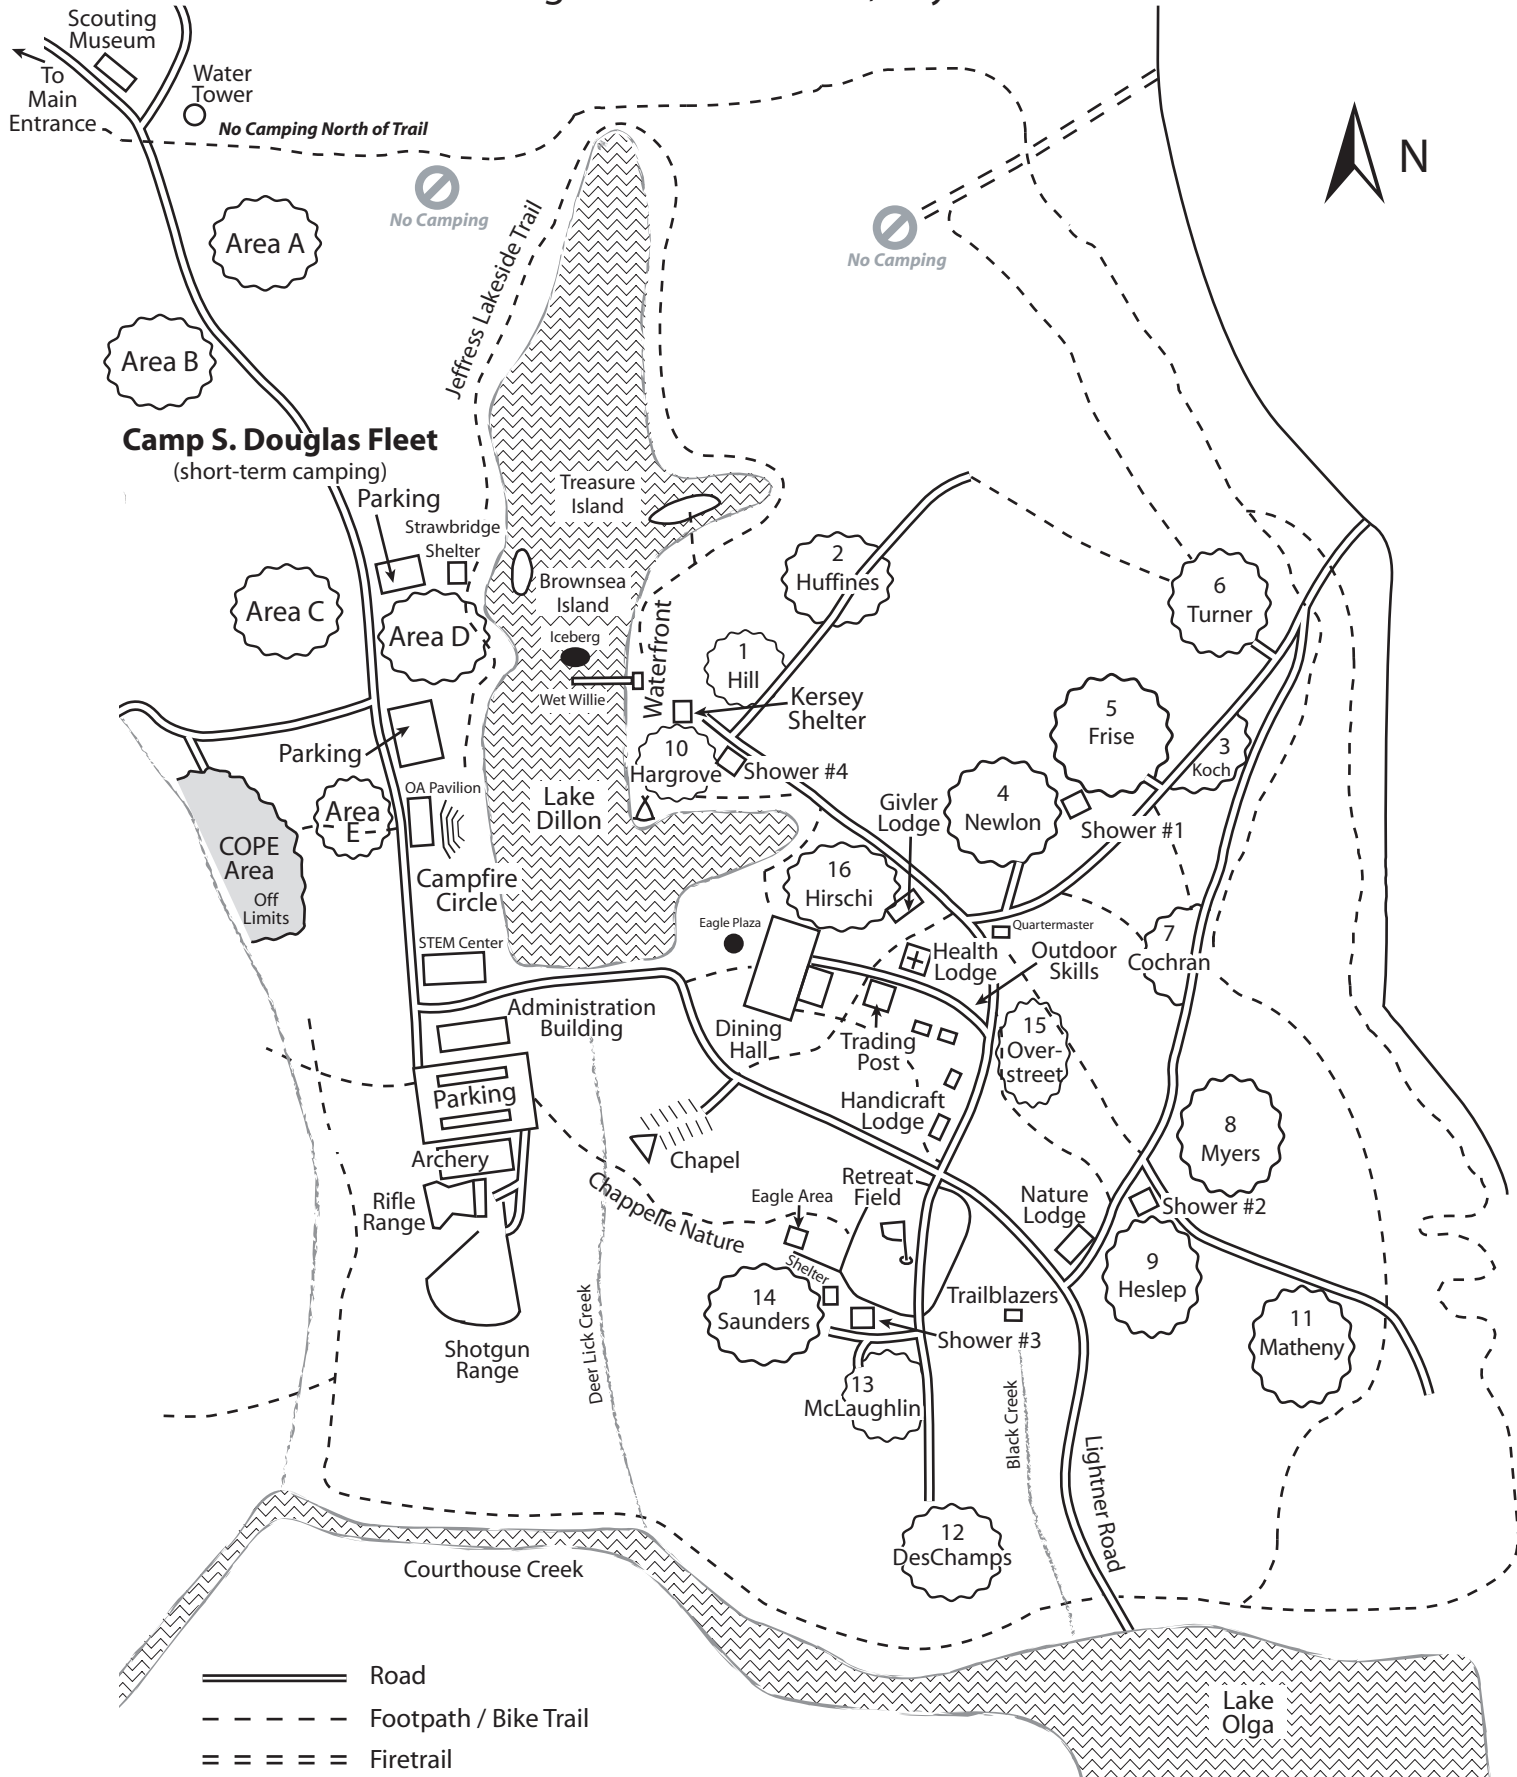 Scouting
Museum
To
Main
Entrance
Water
Tower
No Camping North of Trail
No Camping
No Camping
N
Area A
Area B
Jeffress Lakeside Trail
Camp S. Douglas Fleet
(short-term camping)
Parking
Strawbridge
Shelter
Treasure
Island
Brownsea
Island
Iceberg
Wet Willie
Waterfront
Area C
Area D
2
Huffines
1
Hill
Kersey
Shelter
6
Turner
5
Frise
3
Koch
Parking
10
Hargrove
Shower #4
OA Pavilion
Area
E
Lake
Dillon
Givler
Lodge
4
Newlon
Shower #1
COPE
Area
Off
Limits
Campfire
Circle
16
Hirschi
STEM Center
Eagle Plaza
Quartermaster
Health
Lodge
Outdoor
Skills
7
Cochran
Administration
Building
Dining
Hall
Trading
Post
15
Over-
street
Parking
Handicraft
Lodge
8
Myers
Archery
Chapel
Rifle
Range
Chappelle Nature
Eagle Area
Retreat
Field
Nature
Lodge
Shower #2
Shelter
14
Saunders
9
Heslep
Trailblazers
11
Matheny
Shower #3
Shotgun
Range
Deer Lick Creek
13
McLaughlin
Black Creek
Lightner Road
12
DesChamps
Courthouse Creek
Road
Footpath / Bike Trail
Firetrail
Lake
Olga